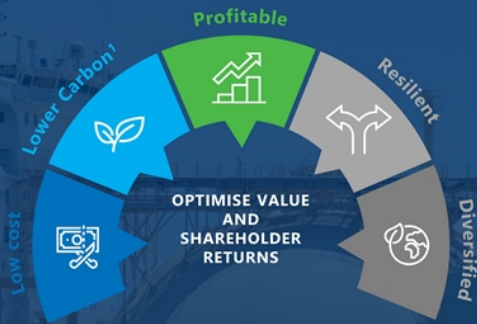 Low cost
Lower Carbon¹
Profitable
Resilient
Diversified
OPTIMISE VALUE
AND
SHAREHOLDER
RETURNS